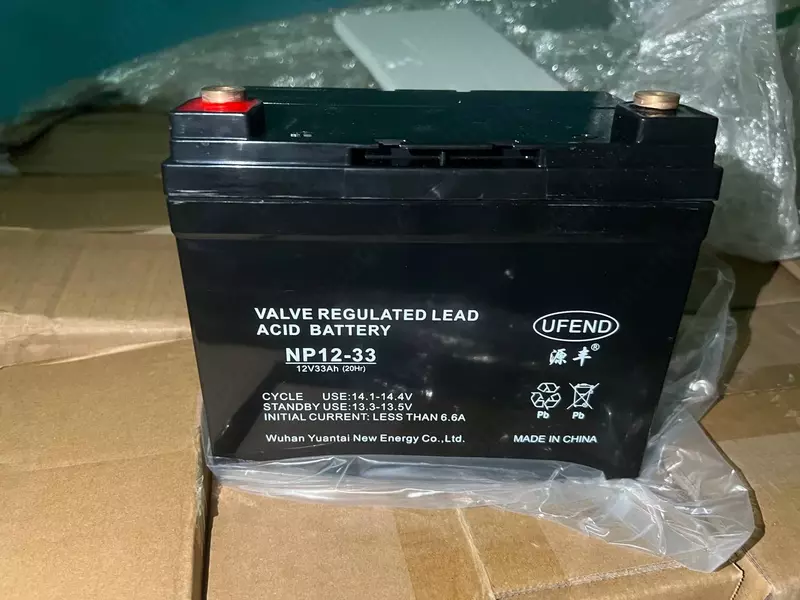 VALVE REGULATED LEAD
ACID BATTERY
NP12-33
12V33Ah (20Hr)
CYCLE USE:14.1-14.4V
STANDBY USE:13.3-13.5V
INITIAL CURRENT: LESS THAN 6.6A
Wuhan Yuantai New Energy Co.,Ltd.
UFEND
源丰®
Pb Pb
MADE IN CHINA